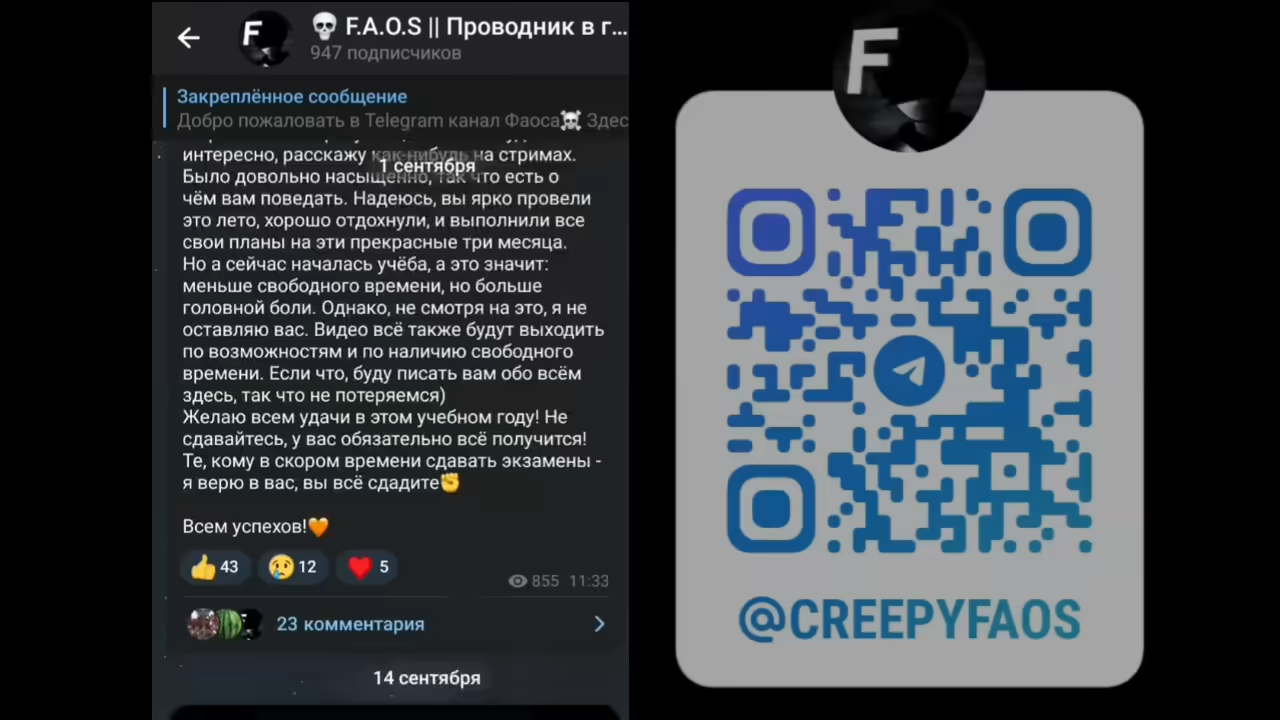 F.A.O.S || Проводник в г...
947 подписчиков
Закреплённое сообщение
Добро пожаловать в Telegram канал Фаоса☠ Здес
интересно, расскажу как-нибудь на стримах.
1 сентября
Было довольно насыщенно, так что есть о
чём вам поведать. Надеюсь, вы ярко провели
это лето, хорошо отдохнули, и выполнили все
свои планы на эти прекрасные три месяца.
Но а сейчас началась учёба, а это значит:
меньше свободного времени, но больше
головной боли. Однако, не смотря на это, я не
оставляю вас. Видео всё также будут выходить
по возможностям и по наличию свободного
времени. Если что, буду писать вам обо всём
здесь, так что не потеряемся)
Желаю всем удачи в этом учебном году! Не
сдавайтесь, у вас обязательно всё получится!
Те, кому в скором времени сдавать экзамены -
я верю в вас, вы всё сдадите✊
Всем успехов!🧡
👍 43 😢 12 ❤ 5
855 11:33
23 комментария
14 сентября
F
F
@CREEPYFAOS